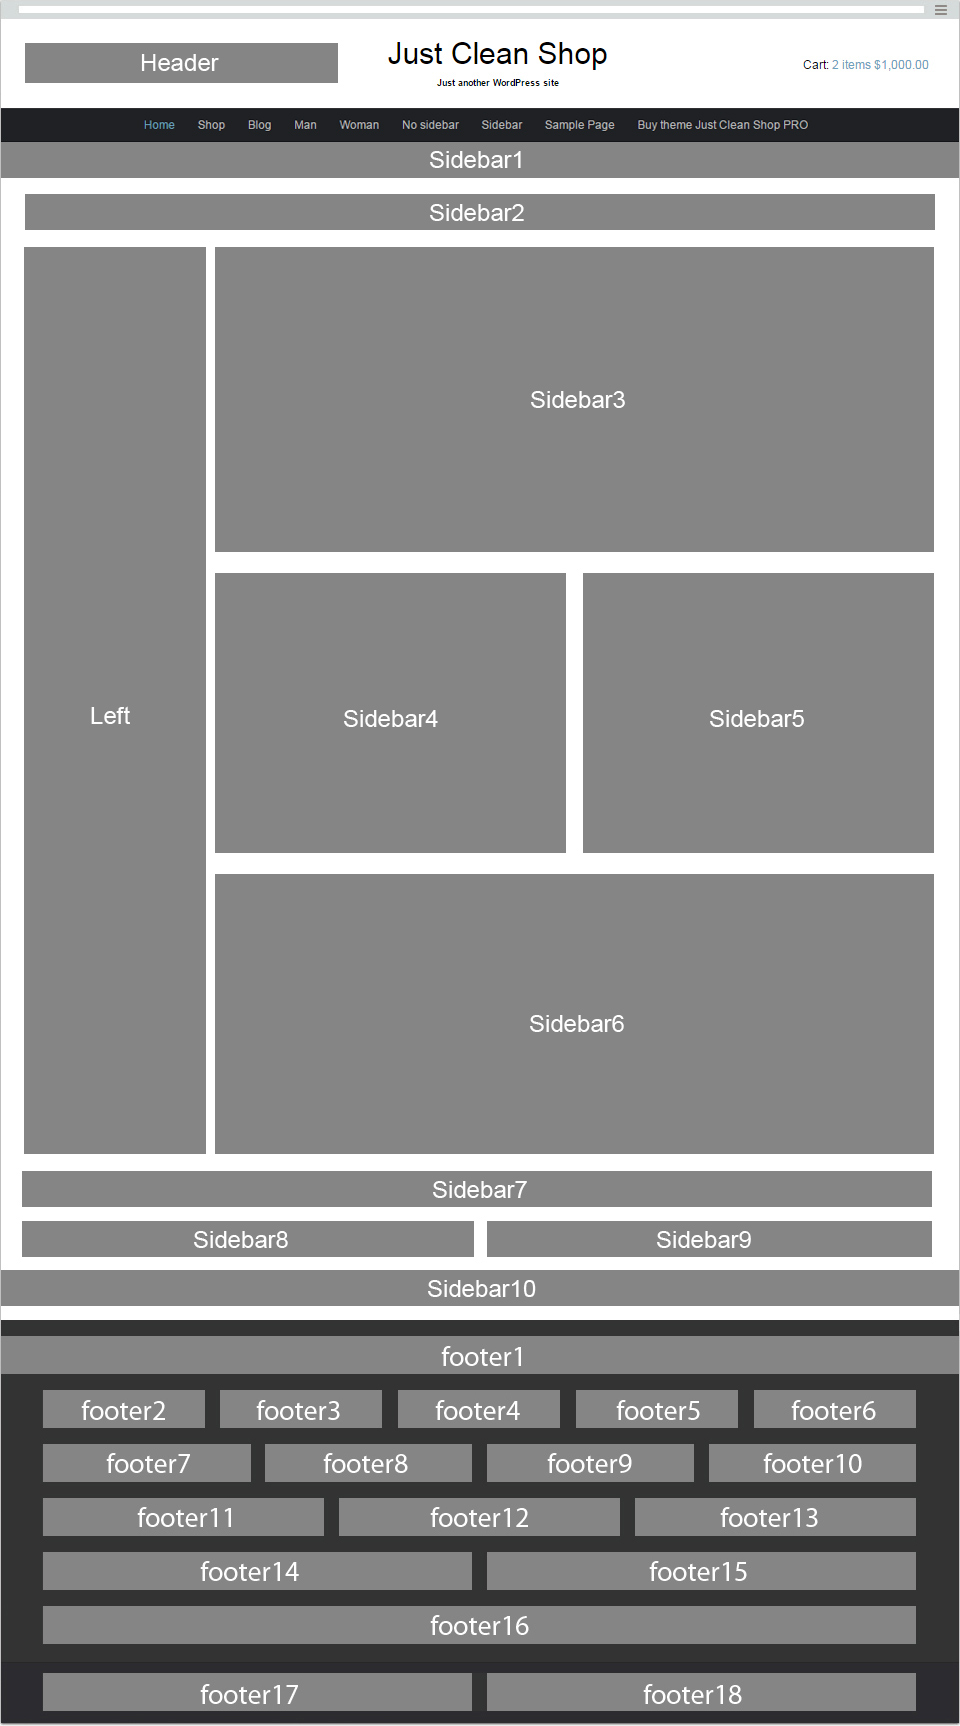 Header
Just Clean Shop
Just another WordPress site
Cart: 2 items $1,000.00
Home Shop Blog Man Woman No sidebar Sidebar Sample Page Buy theme Just Clean Shop PRO
Sidebar1
Sidebar2
Left
Sidebar3
Sidebar4
Sidebar5
Sidebar6
Sidebar7
Sidebar8
Sidebar9
Sidebar10
footer1
footer2
footer3
footer4
footer5
footer6
footer7
footer8
footer9
footer10
footer11
footer12
footer13
footer14
footer15
footer16
footer17
footer18